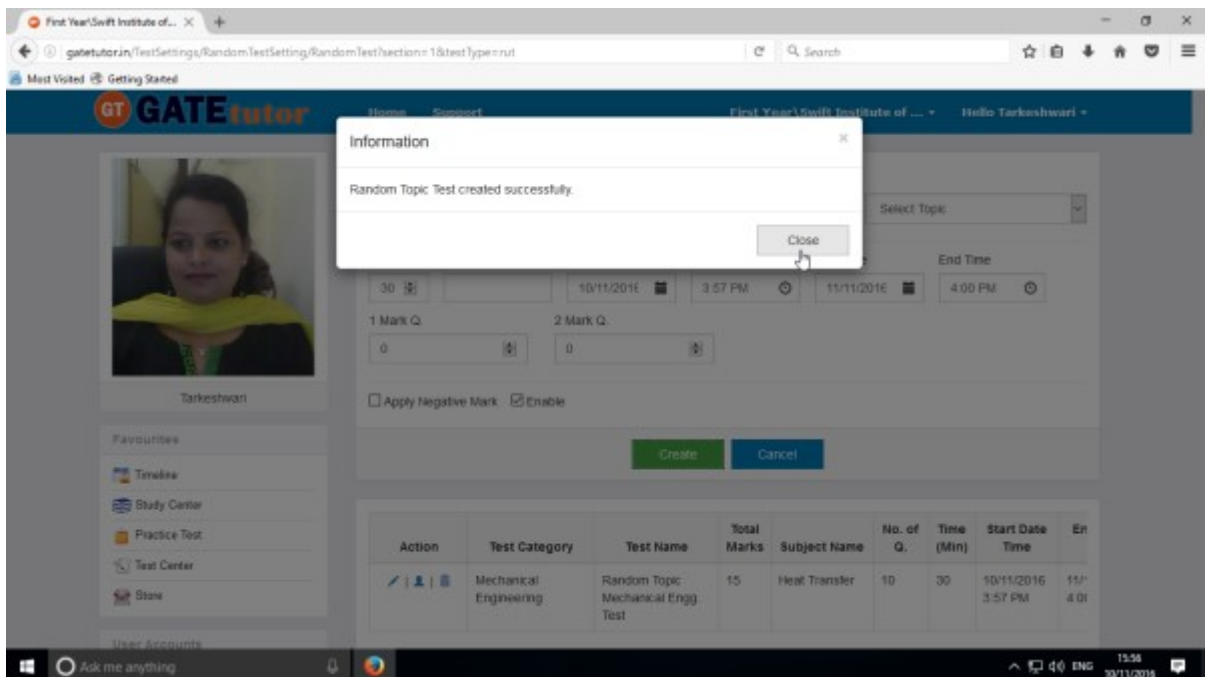 First Year\Swift Institute of...
gatetutor.in/TestSettings/RandomTestSetting/RandomTest?section=1&testType=rut
Search
Most Visited Getting Started
GT GATEtutor
Home Support First Year\Swift Institute of .... Hello Tarkeshwari
Information
Random Topic Test created successfully.
Close
Select Topic
End Time
30 10/11/2016 3:57 PM 11/11/2016 4:00 PM
1 Mark Q. 2 Mark Q.
0 0
Apply Negative Mark Enable
Create Cancel
Tarkeshwari
Favourites
Timeline
Study Center
Practice Test
Test Center
Store
User Accounts
Action Test Category Test Name Total Marks Subject Name No. of Q. Time (Min) Start Date Time En
Mechanical Engineering Random Topic Mechanical Engg. Test 15 Heat Transfer 10 30 10/11/2016 3:57 PM
Ask me anything
ENG
15:56
10/11/2016